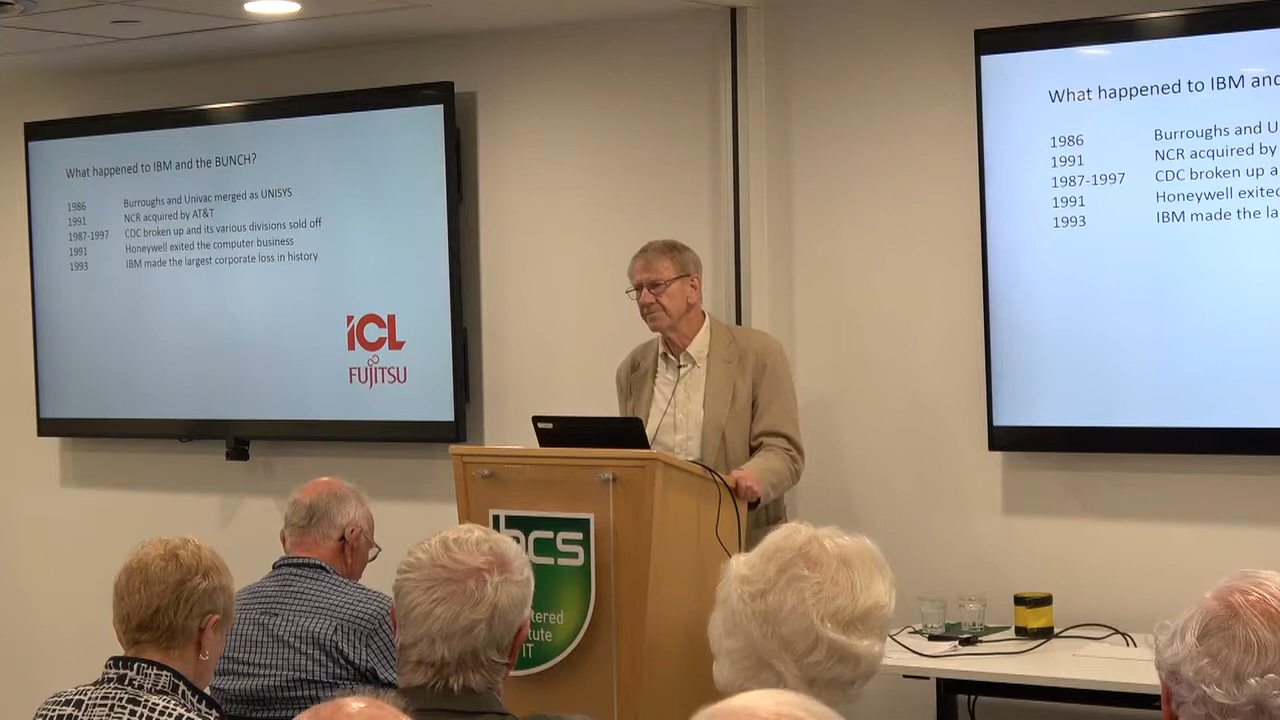 What happened to IBM and the BUNCH?
1986 Burroughs and Univac merged as UNISYS
1991 NCR acquired by AT&T
1987-1997 CDC broken up and its various divisions sold off
1991 Honeywell exited the computer business
1993 IBM made the largest corporate loss in history
ICL
FUJITSU
What happened to IBM and
1986 Burroughs and U
1991 NCR acquired by
1987-1997 CDC broken up a
1991 Honeywell exited
1993 IBM made the la
bcs
tered
tute
IT